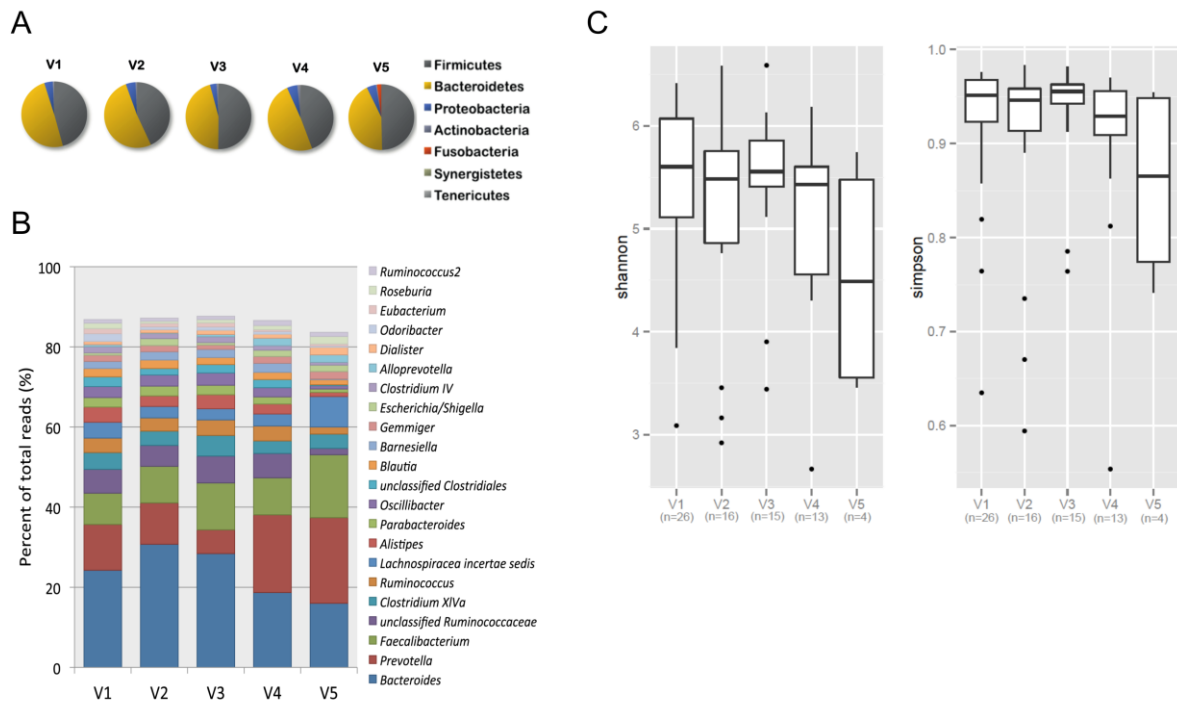 A
V1 V2 V3 V4 V5
Firmicutes
Bacteroidetes
Proteobacteria
Actinobacteria
Fusobacteria
Synergistetes
Tenericutes
B
Percent of total reads (%)
100
80
60
40
20
0
V1 V2 V3 V4 V5
Ruminococcus2
Roseburia
Eubacterium
Odoribacter
Dialister
Alloprevotella
Clostridium IV
Escherichia/Shigella
Gemmiger
Barnesiella
Blautia
unclassified Clostridiales
Oscillibacter
Parabacteroides
Alistipes
Lachnospiracea incertae sedis
Ruminococcus
Clostridium XlVa
unclassified Ruminococcaceae
Faecalibacterium
Prevotella
Bacteroides
C
shannon
6
5
4
3
V1 V2 V3 V4 V5
(n=26) (n=16) (n=15) (n=13) (n=4)
simpson
1.0
0.9
0.8
0.7
0.6
V1 V2 V3 V4 V5
(n=26) (n=16) (n=15) (n=13) (n=4)